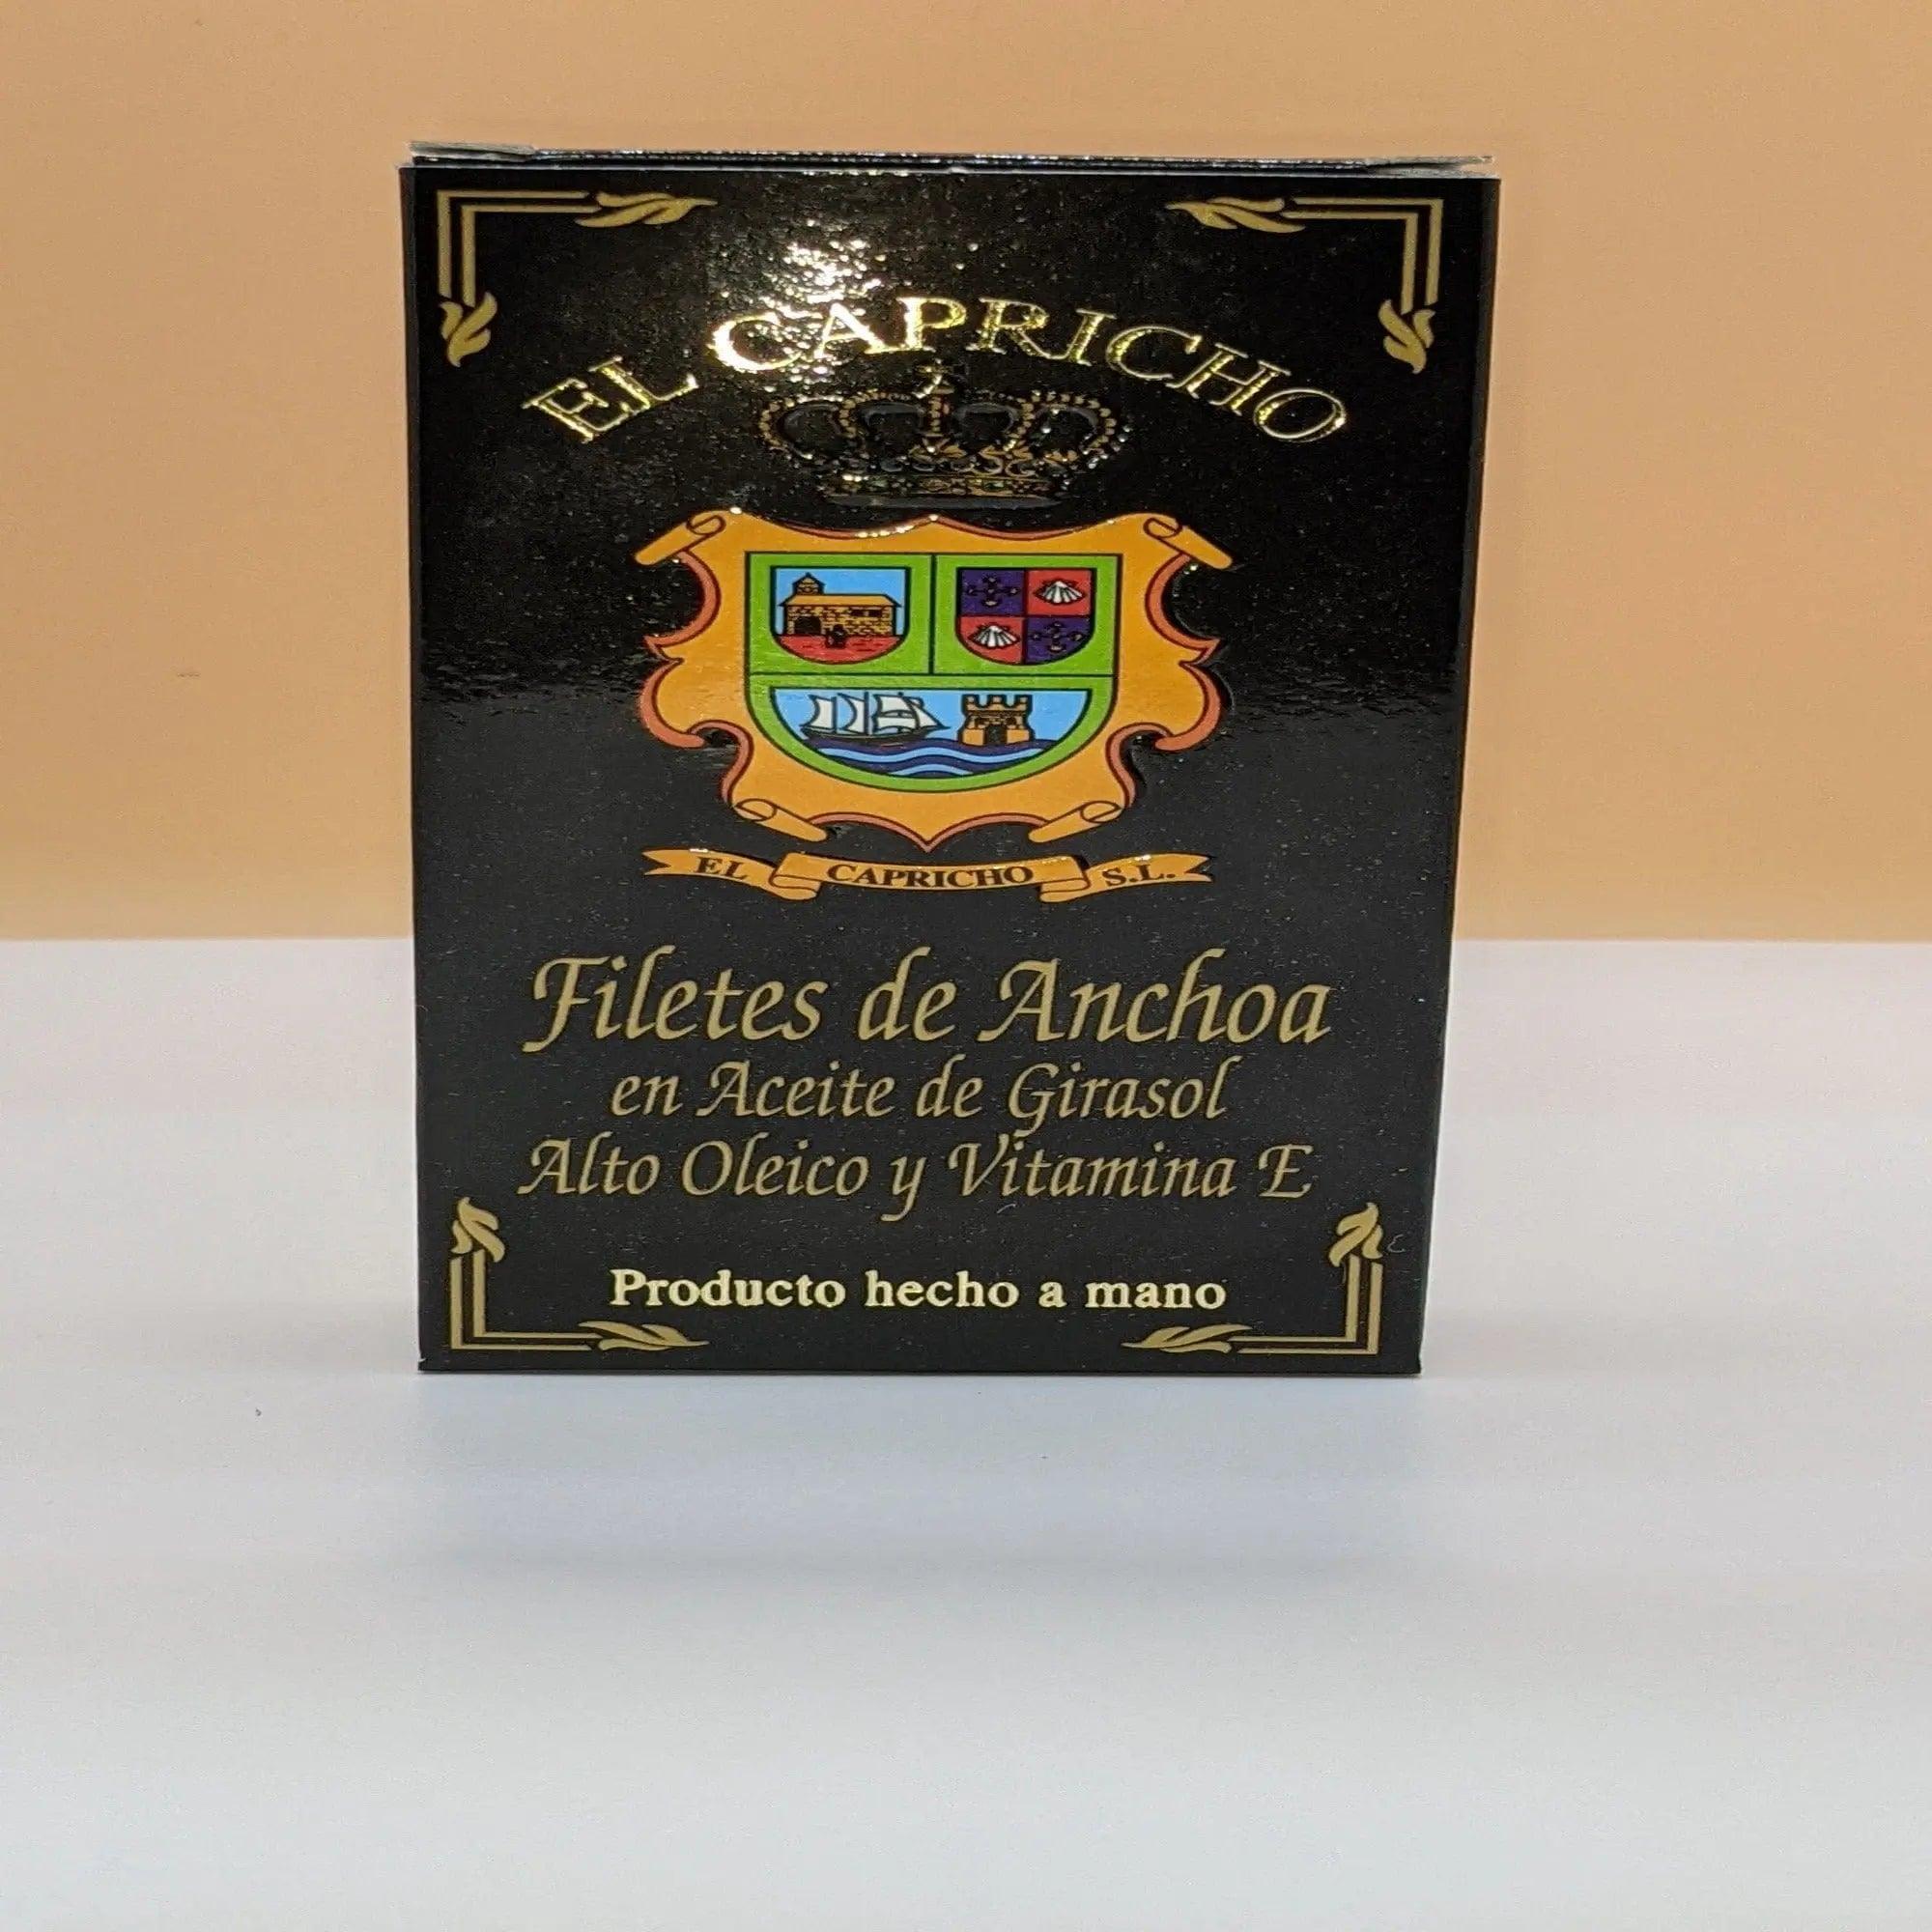 EL CAPRICHO
EL CAPRICHO S.L.
Filetes de Anchoa
en Aceite de Girasol
Alto Oleico y Vitamina E
Producto hecho a mano